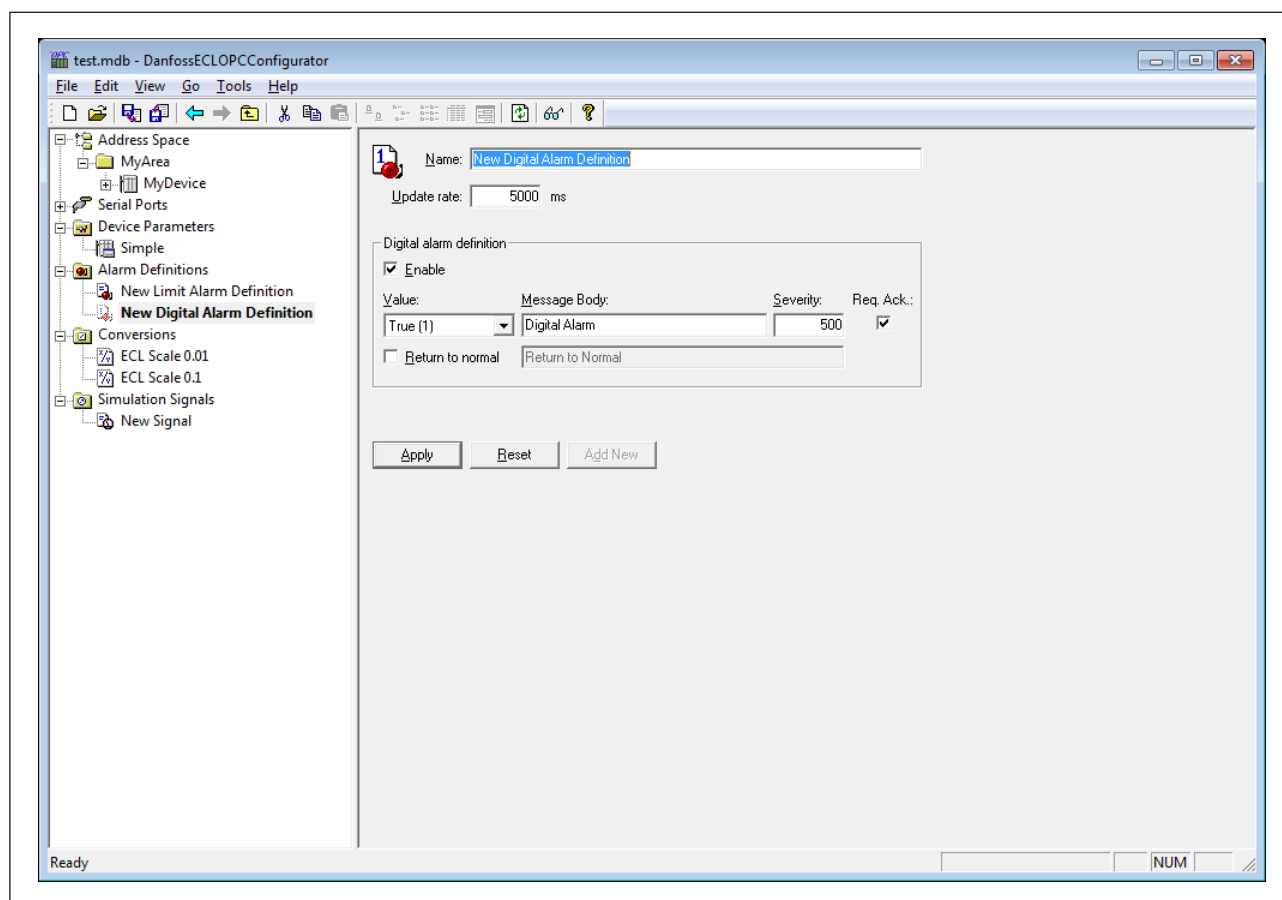 test.mdb - DanfossECLOPCConfigurator
File Edit View Go Tools Help
Address Space
MyArea
MyDevice
Serial Ports
Device Parameters
Simple
Alarm Definitions
New Limit Alarm Definition
New Digital Alarm Definition
Conversions
ECL Scale 0.01
ECL Scale 0.1
Simulation Signals
New Signal
Name: New Digital Alarm Definition
Update rate: 5000 ms
Digital alarm definition
Enable
Value: Message Body: Severity: Req. Ack.:
True (1) Digital Alarm 500
Return to normal Return to Normal
Apply Reset Add New
Ready NUM